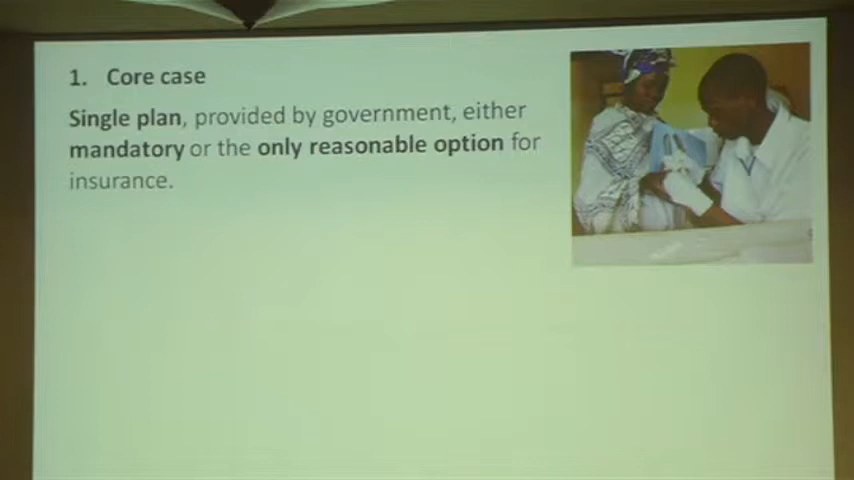 1. Core case
Single plan, provided by government, either
mandatory or the only reasonable option for
insurance.